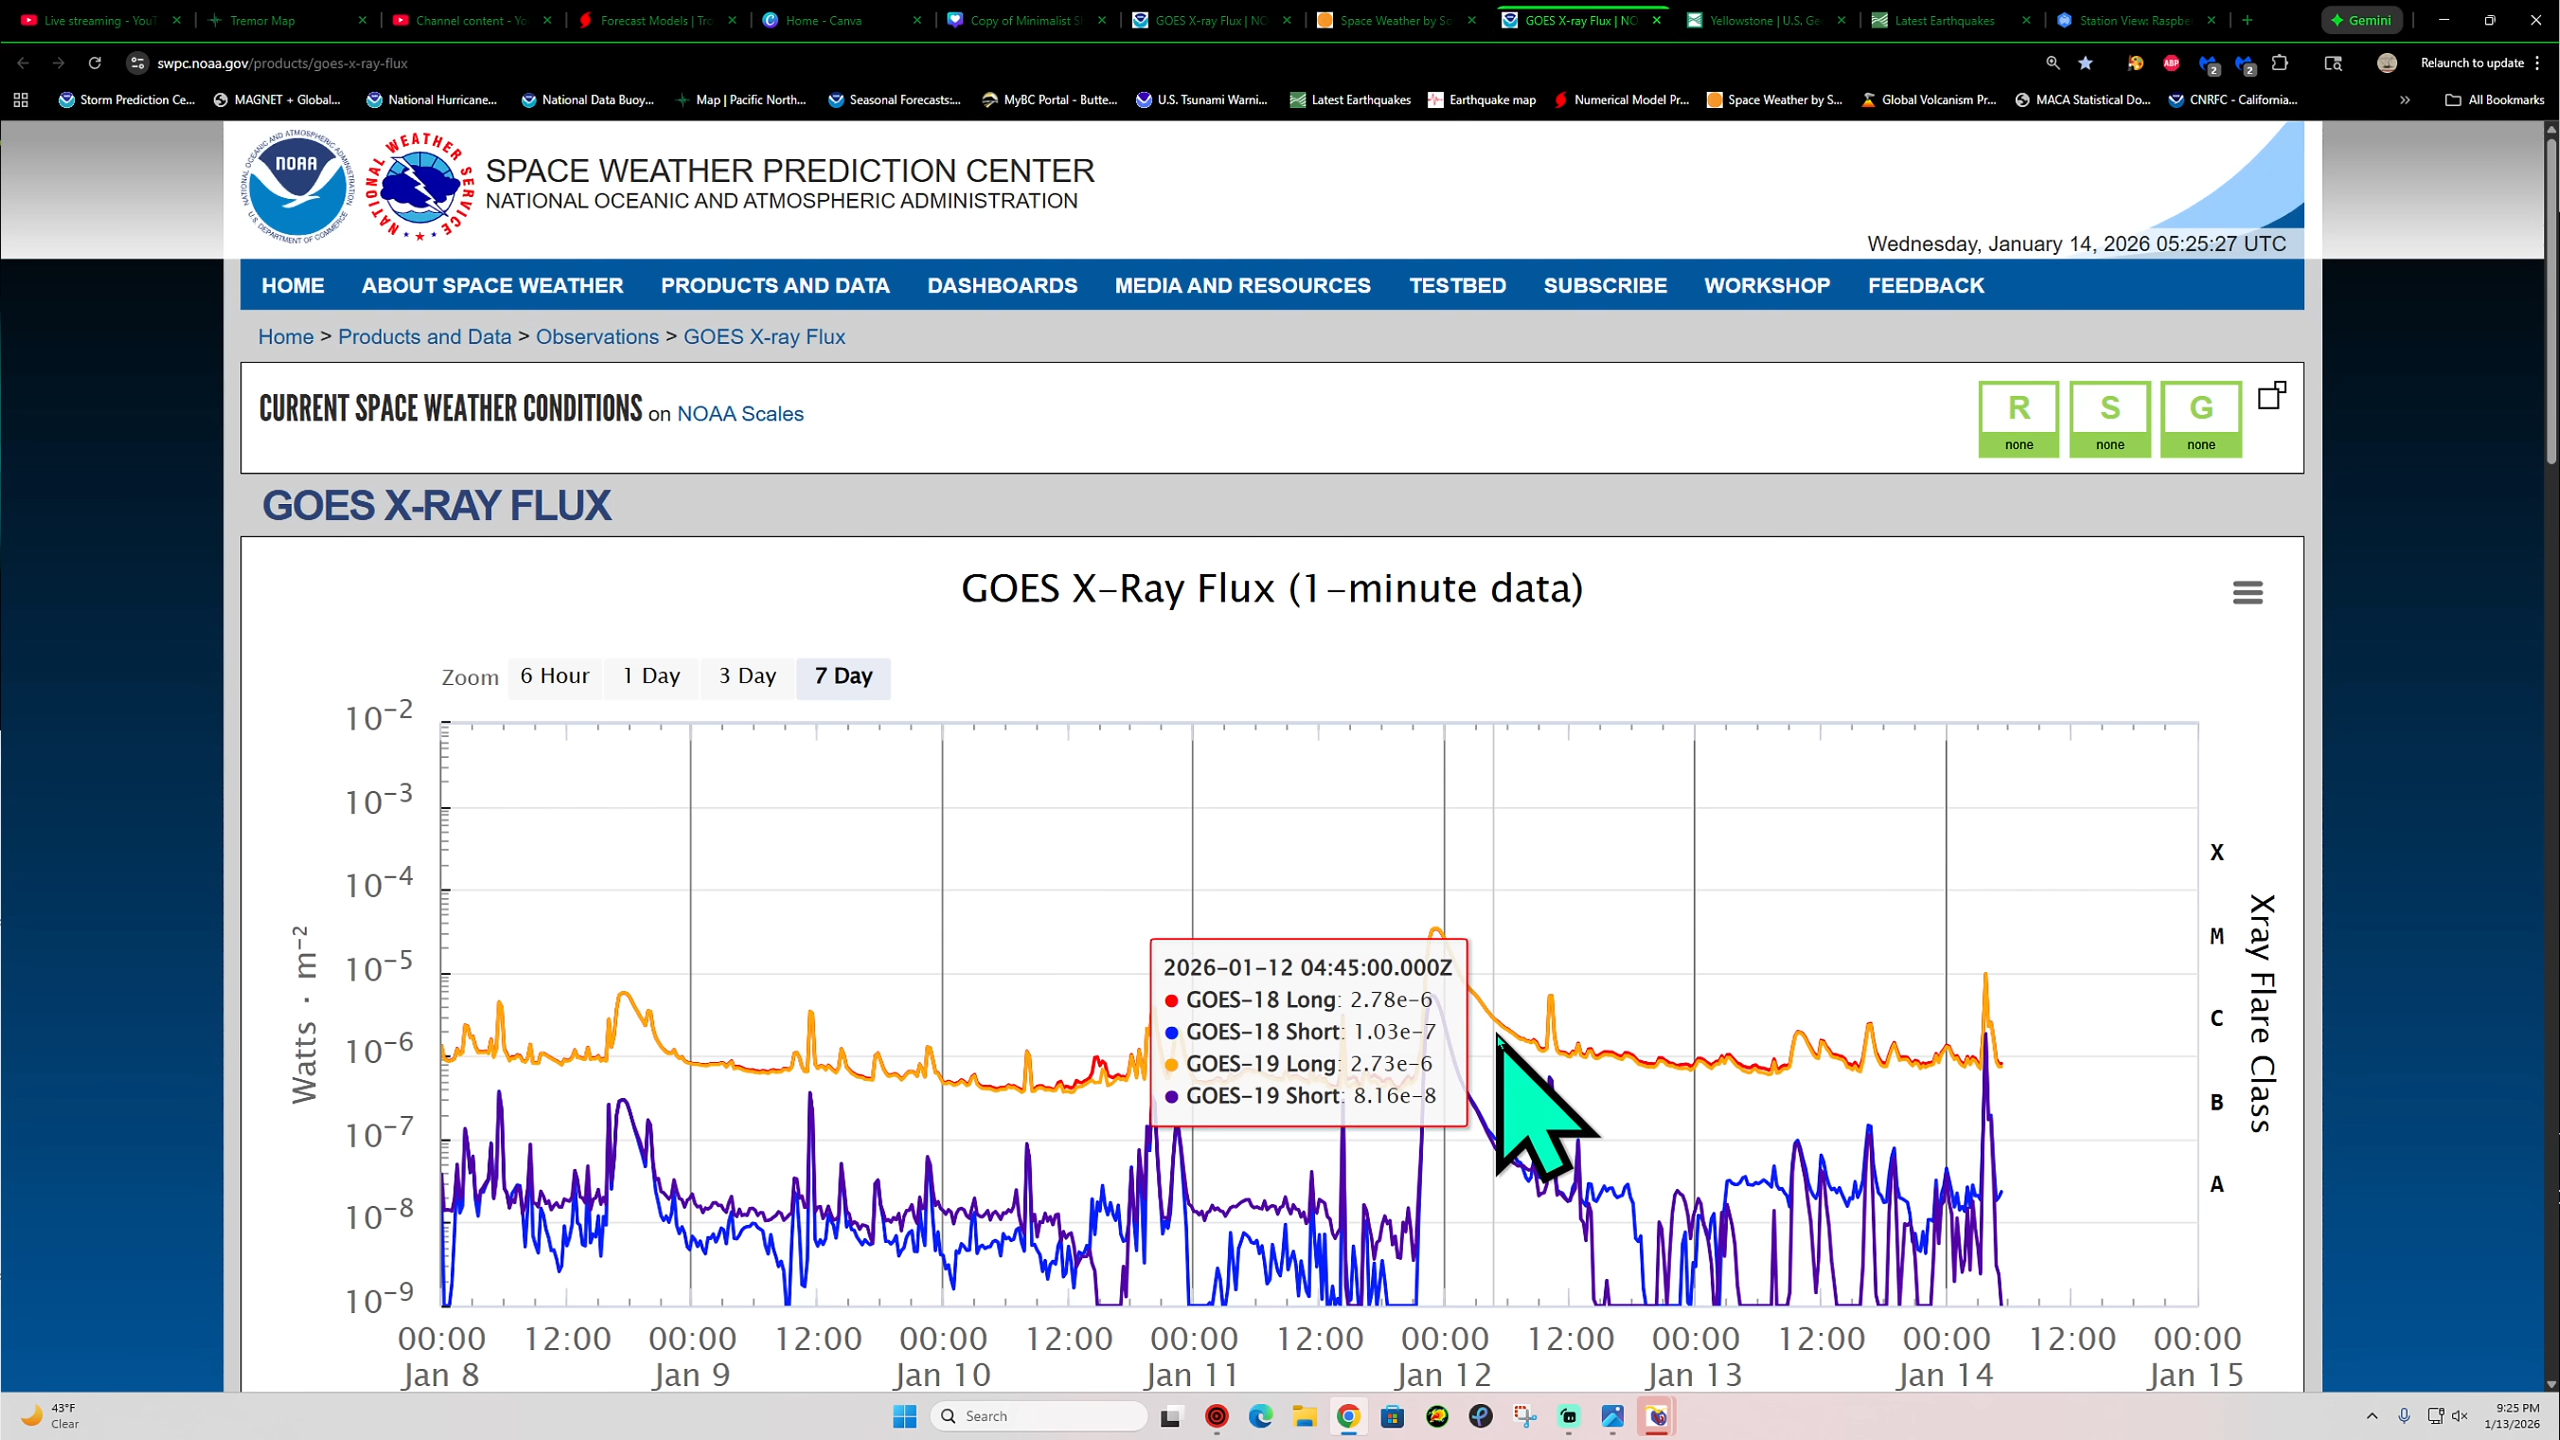 Live streaming - YouT
Tremor Map
Channel content - Yo
Forecast Models | Tro
Home - Canva
Copy of Minimalist S
GOES X-ray Flux | NO
Space Weather by So
GOES X-ray Flux | NO
Yellowstone | U.S. Ge
Latest Earthquakes
Station View: Raspbe
Gemini
swpc.noaa.gov/products/goes-x-ray-flux
ABP
2
2
Relaunch to update
Storm Prediction Ce...
MAGNET + Global...
National Hurricane...
National Data Buoy...
Map | Pacific North...
Seasonal Forecasts:...
MyBC Portal - Butte...
U.S. Tsunami Warni...
Latest Earthquakes
Earthquake map
Numerical Model Pr...
Space Weather by S...
Global Volcanism Pr...
MACA Statistical Do...
CNRFC - California...
All Bookmarks
NATIONAL OCEANIC AND ATMOSPHERIC ADMINISTRATION
NOAA
U.S. DEPARTMENT OF COMMERCE
NATIONAL WEATHER SERVICE
SPACE WEATHER PREDICTION CENTER
NATIONAL OCEANIC AND ATMOSPHERIC ADMINISTRATION
Wednesday, January 14, 2026 05:25:27 UTC
HOME ABOUT SPACE WEATHER PRODUCTS AND DATA DASHBOARDS MEDIA AND RESOURCES TESTBED SUBSCRIBE WORKSHOP FEEDBACK
Home > Products and Data > Observations > GOES X-ray Flux
CURRENT SPACE WEATHER CONDITIONS on NOAA Scales
R S G
none none none
GOES X-RAY FLUX
GOES X-Ray Flux (1-minute data)
Zoom 6 Hour 1 Day 3 Day 7 Day
10⁻²
10⁻³
10⁻⁴
10⁻⁵
10⁻⁶
10⁻⁷
10⁻⁸
10⁻⁹
Watts · m⁻²
X
M
C
B
A
Xray Flare Class
2026-01-12 04:45:00.000Z
GOES-18 Long: 2.78e-6
GOES-18 Short: 1.03e-7
GOES-19 Long: 2.73e-6
GOES-19 Short: 8.16e-8
00:00 12:00 00:00 12:00 00:00 12:00 00:00 12:00 00:00 12:00 00:00 12:00 00:00 12:00 00:00
Jan 8 Jan 9 Jan 10 Jan 11 Jan 12 Jan 13 Jan 14 Jan 15
43°F
Clear
Search
9:25 PM
1/13/2026